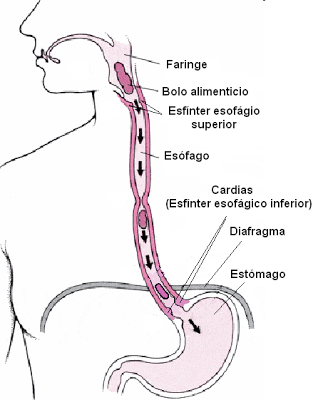 Faringe
Bolo alimenticio
Esfinter esofágio
superior
Esófago
Cardias
(Esfinter esofágico inferior)
Diafragma
Estómago